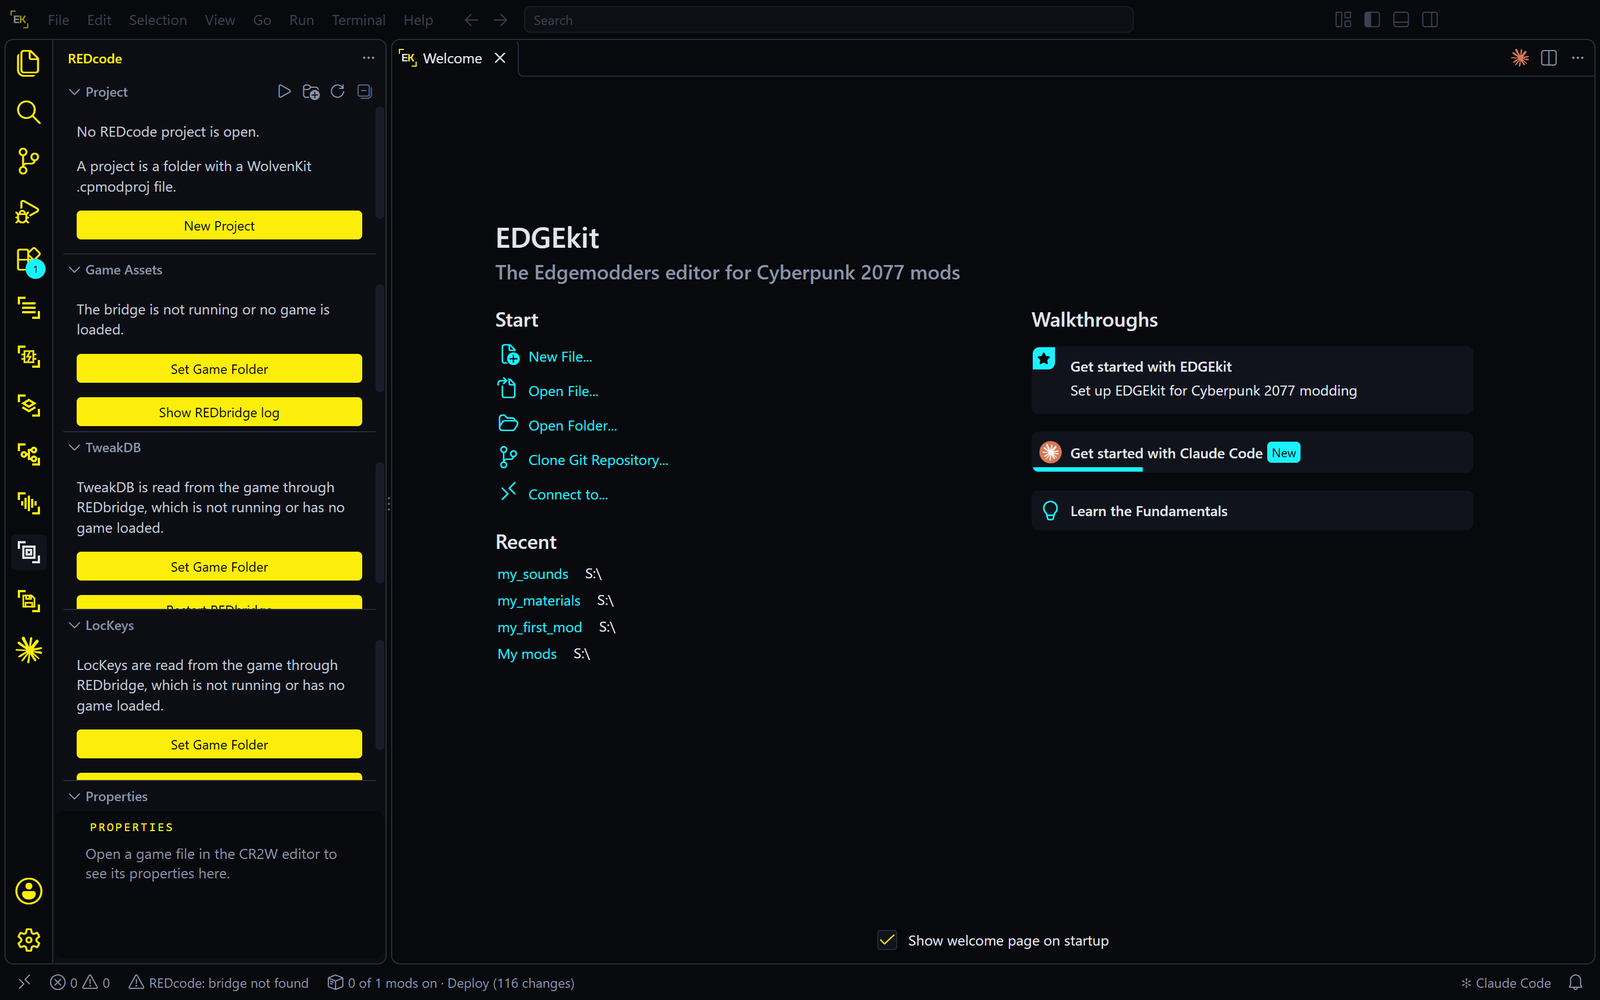 EK File Edit Selection View Go Run Terminal Help Search
REDcode
EK Welcome
Project
No REDcode project is open.
A project is a folder with a WolvenKit
.cpmodproj file.
New Project
Game Assets
1
The bridge is not running or no game is
loaded.
Set Game Folder
Show REDbridge log
TweakDB
TweakDB is read from the game through
REDbridge, which is not running or has no
game loaded.
Set Game Folder
Restart REDbridge
LocKeys
LocKeys are read from the game through
REDbridge, which is not running or has no
game loaded.
Set Game Folder
Properties
PROPERTIES
Open a game file in the CR2W editor to
see its properties here.
EDGEkit
The Edgemodders editor for Cyberpunk 2077 mods
Start
New File...
Open File...
Open Folder...
Clone Git Repository...
Connect to...
Recent
my_sounds S:\
my_materials S:\
my_first_mod S:\
My mods S:\
Walkthroughs
Get started with EDGEkit
Set up EDGEkit for Cyberpunk 2077 modding
Get started with Claude Code New
Learn the Fundamentals
Show welcome page on startup
0 0 REDcode: bridge not found 0 of 1 mods on · Deploy (116 changes) Claude Code